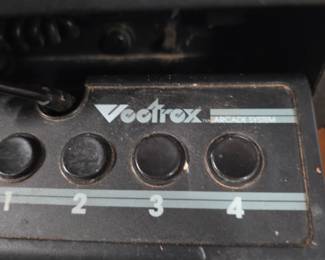 Vectrex ARCADE SYSTEM
1 2 3 4